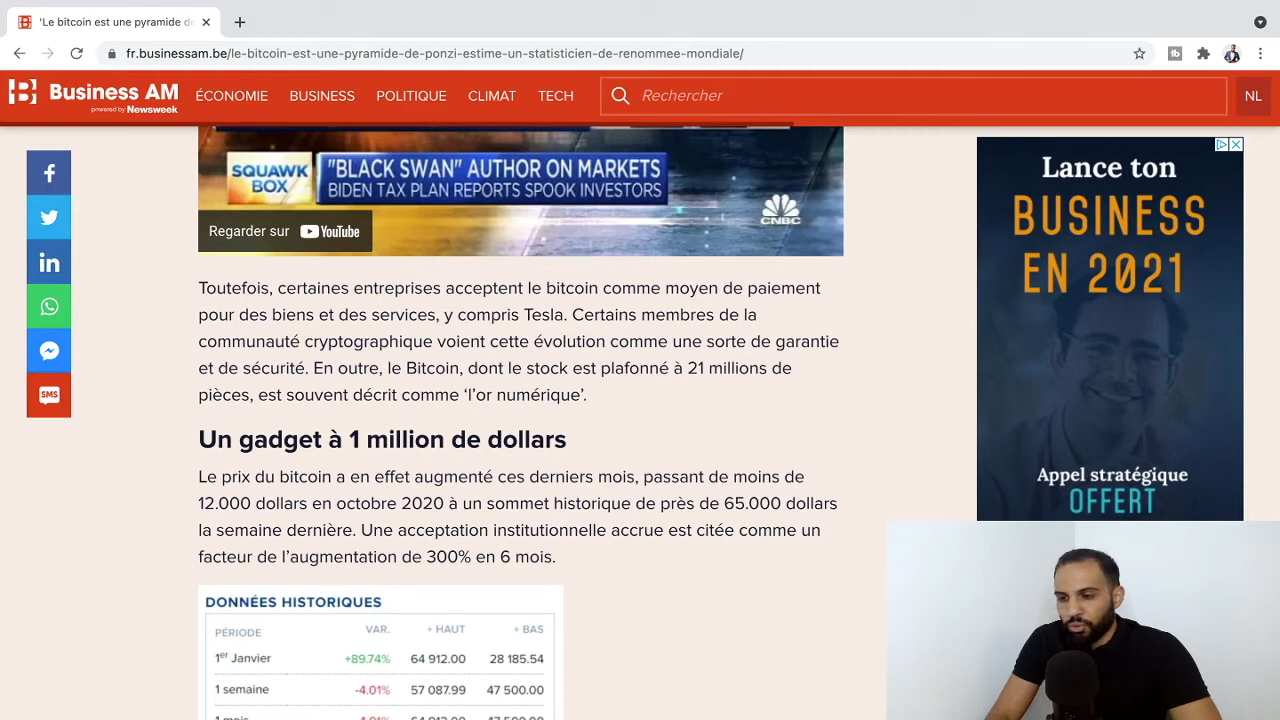 'Le bitcoin est une pyramide de
fr.businessam.be/le-bitcoin-est-une-pyramide-de-ponzi-estime-un-statisticien-de-renommee-mondiale/
Business AM
powered by Newsweek
ÉCONOMIE BUSINESS POLITIQUE CLIMAT TECH
Rechercher
NL
SQUAWK BOX
"BLACK SWAN" AUTHOR ON MARKETS
BIDEN TAX PLAN REPORTS SPOOK INVESTORS
CNBC
Regarder sur YouTube
SMS
Toutefois, certaines entreprises acceptent le bitcoin comme moyen de paiement
pour des biens et des services, y compris Tesla. Certains membres de la
communauté cryptographique voient cette évolution comme une sorte de garantie
et de sécurité. En outre, le Bitcoin, dont le stock est plafonné à 21 millions de
pièces, est souvent décrit comme ‘l’or numérique’.
Un gadget à 1 million de dollars
Le prix du bitcoin a en effet augmenté ces derniers mois, passant de moins de
12.000 dollars en octobre 2020 à un sommet historique de près de 65.000 dollars
la semaine dernière. Une acceptation institutionnelle accrue est citée comme un
facteur de l’augmentation de 300% en 6 mois.
DONNÉES HISTORIQUES
PÉRIODE VAR. + HAUT + BAS
1er Janvier +89.74% 64 912.00 28 185.54
1 semaine -4.01% 57 087.99 47 500.00
Lance ton
BUSINESS
EN 2021
Appel stratégique
OFFERT